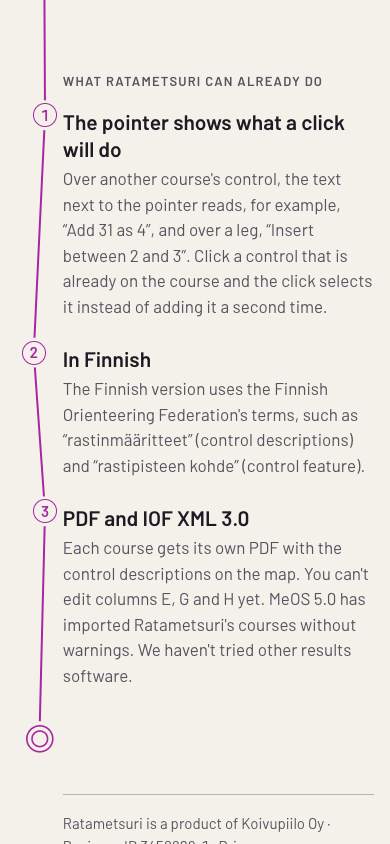 WHAT RATAMETSURI CAN ALREADY DO
1
The pointer shows what a click
will do
Over another course's control, the text
next to the pointer reads, for example,
“Add 31 as 4”, and over a leg, “Insert
between 2 and 3”. Click a control that is
already on the course and the click selects
it instead of adding it a second time.
2
In Finnish
The Finnish version uses the Finnish
Orienteering Federation's terms, such as
“rastinmääritteet” (control descriptions)
and “rastipisteen kohde” (control feature).
3
PDF and IOF XML 3.0
Each course gets its own PDF with the
control descriptions on the map. You can't
edit columns E, G and H yet. MeOS 5.0 has
imported Ratametsuri's courses without
warnings. We haven't tried other results
software.
Ratametsuri is a product of Koivupiilo Oy ·